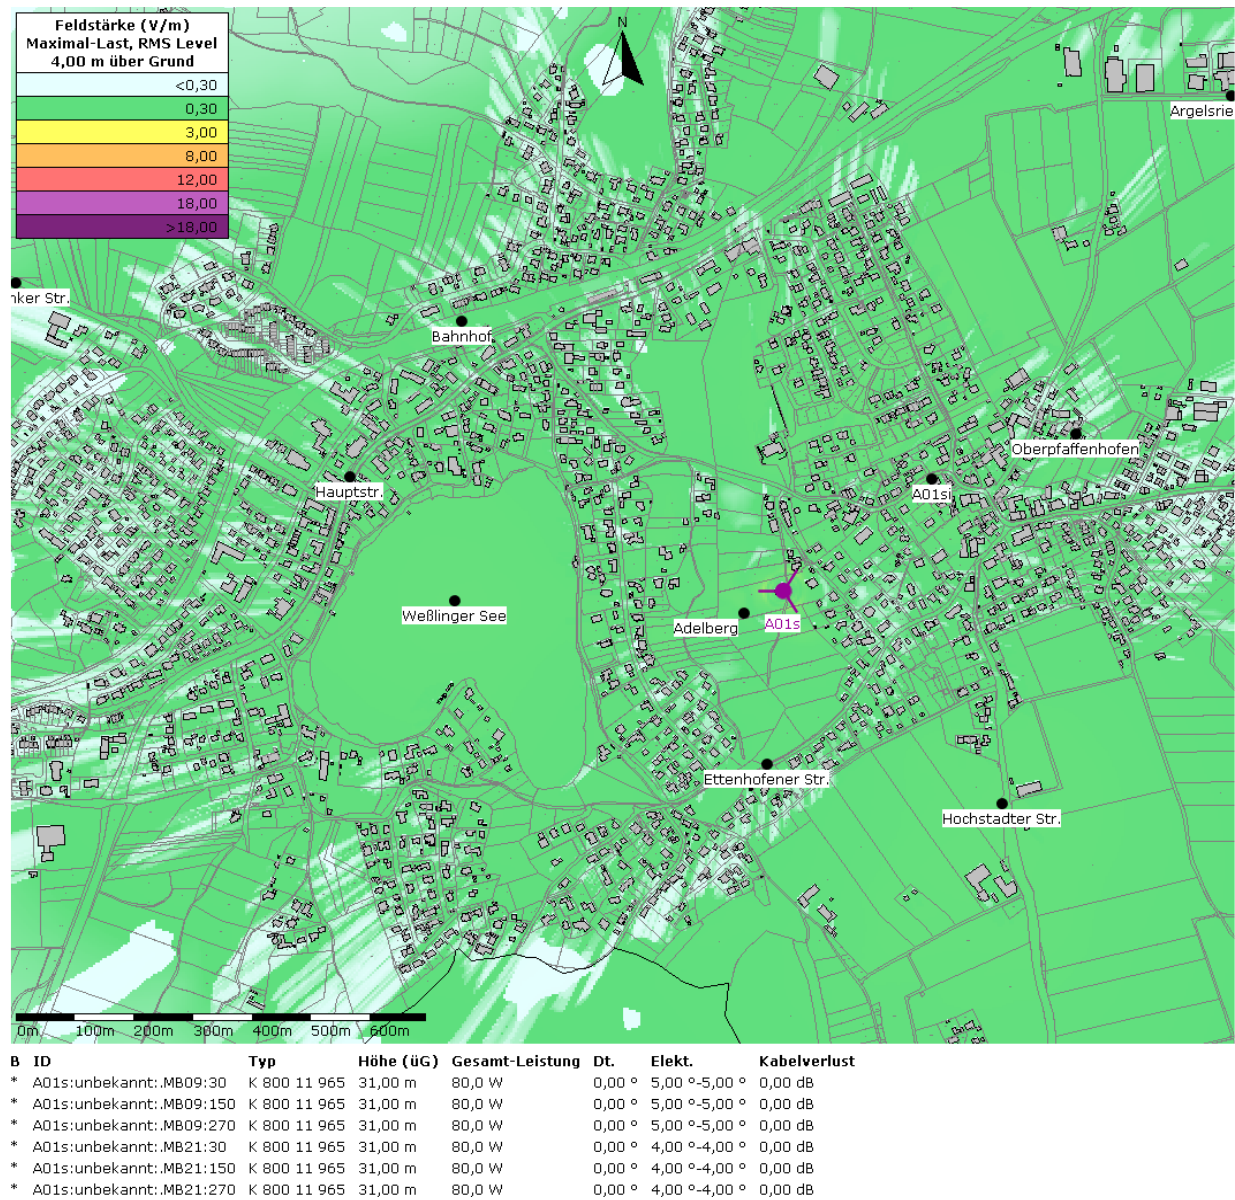 Feldstärke (V/m)
Maximal-Last, RMS Level
4,00 m über Grund
<0,30
0,30
3,00
8,00
12,00
18,00
>18,00
N
Argelsrie
nker Str.
Bahnhof
Oberpfaffenhofen
Hauptstr.
A01si
Weßlinger See
Adelberg
A01s
Ettenhofener Str.
Hochstadter Str.
0m 100m 200m 300m 400m 500m 600m
B ID Typ Höhe (üG) Gesamt-Leistung Dt. Elekt. Kabelverlust
* A01s:unbekannt:.MB09:30 K 800 11 965 31,00 m 80,0 W 0,00 ° 5,00 °-5,00 ° 0,00 dB
* A01s:unbekannt:.MB09:150 K 800 11 965 31,00 m 80,0 W 0,00 ° 5,00 °-5,00 ° 0,00 dB
* A01s:unbekannt:.MB09:270 K 800 11 965 31,00 m 80,0 W 0,00 ° 5,00 °-5,00 ° 0,00 dB
* A01s:unbekannt:.MB21:30 K 800 11 965 31,00 m 80,0 W 0,00 ° 4,00 °-4,00 ° 0,00 dB
* A01s:unbekannt:.MB21:150 K 800 11 965 31,00 m 80,0 W 0,00 ° 4,00 °-4,00 ° 0,00 dB
* A01s:unbekannt:.MB21:270 K 800 11 965 31,00 m 80,0 W 0,00 ° 4,00 °-4,00 ° 0,00 dB